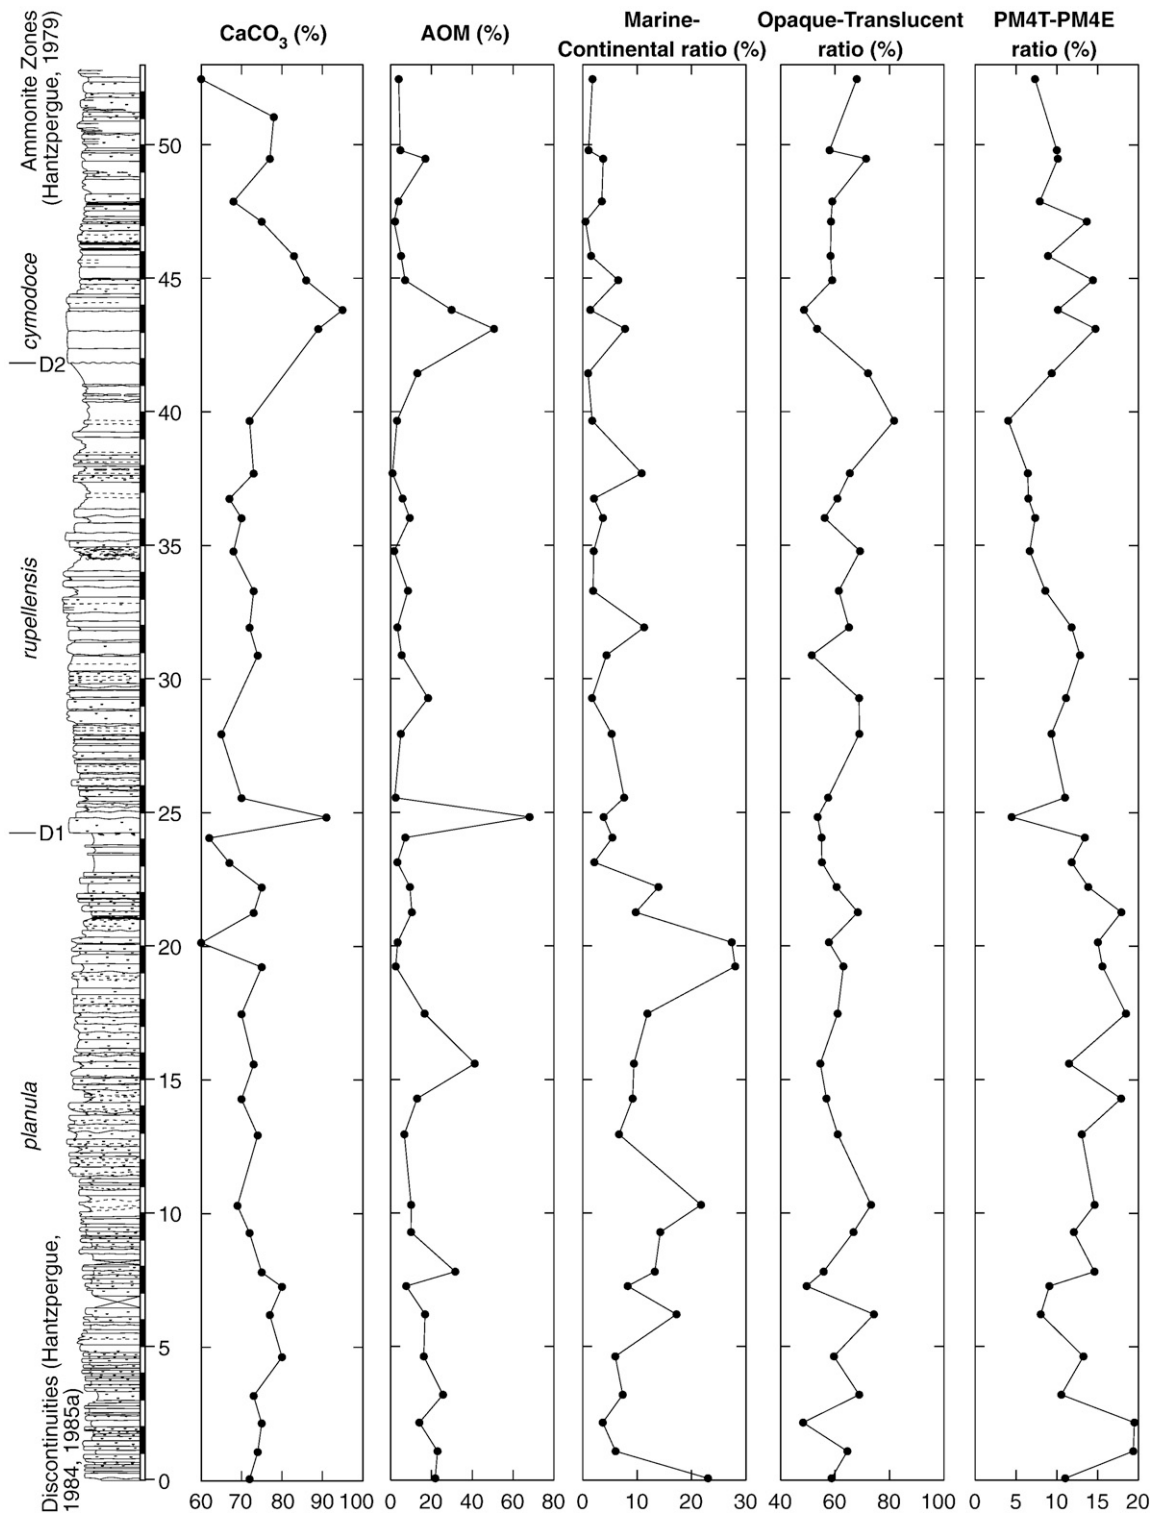 Ammonite Zones
(Hantzpergue, 1979)
CaCO3 (%)
AOM (%)
Marine-
Continental ratio (%)
Opaque-Translucent
ratio (%)
PM4T-PM4E
ratio (%)
50
45
cymodoce
D2
40
35
rupellensis
30
25
D1
20
15
planula
10
5
0
Discontinuities (Hantzpergue,
1984, 1985a)
60 70 80 90 100
0 20 40 60 80
0 10 20 30
40 60 80 100
0 5 10 15 20